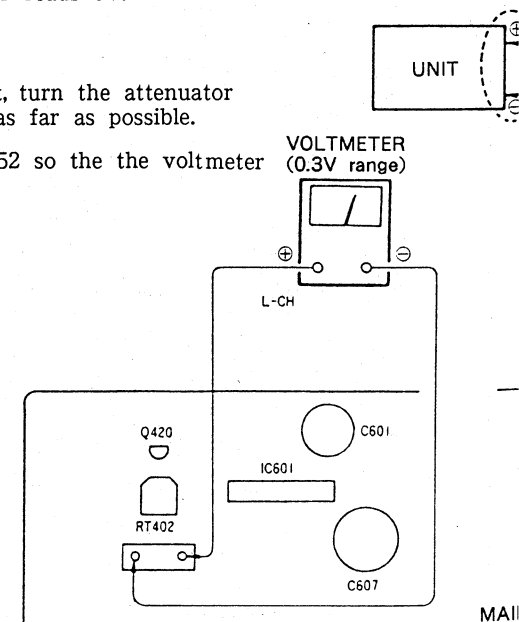 UNIT
, turn the attenuator
as far as possible.
VOLTMETER
52 so the the voltmeter (0.3V range)
⊕ ⊖
L-CH
Q420
C601
IC601
RT402
C607